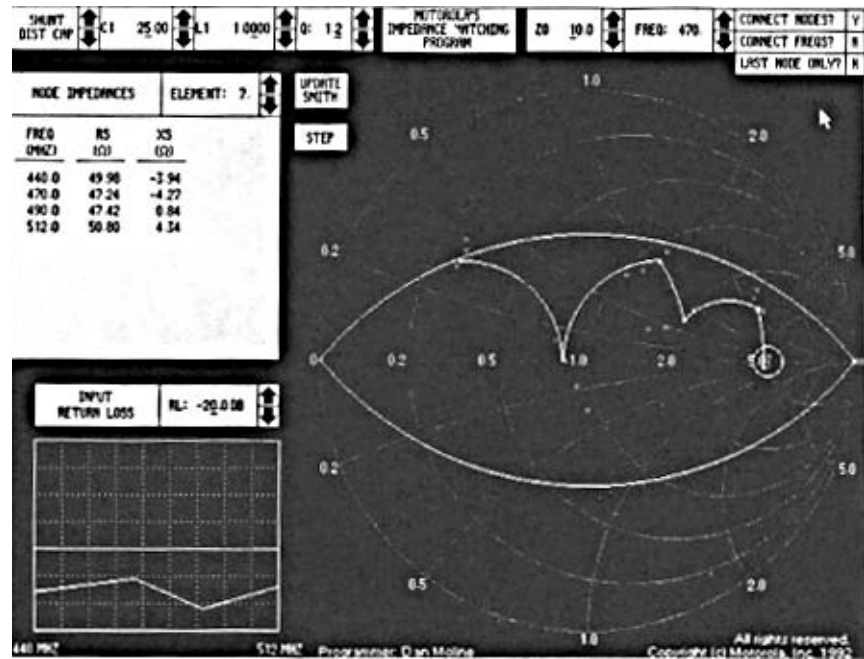 SHUNT DIST CAP
C1 25.00
L1 1.0000
Q: 1.2
MOTOROLA'S IMPEDANCE MATCHING PROGRAM
Z0 10.0
FREQ: 470.
CONNECT NODES? Y
CONNECT FREQS? N
LAST NODE ONLY? N
NODE IMPEDANCES
ELEMENT: 7.
UPDATE SMITH
STEP
FREQ (MHZ) RS (Ω) XS (Ω)
440.0 49.98 -3.94
470.0 47.24 -4.27
490.0 47.42 0.84
512.0 50.80 4.34
1.0
0.5 2.0
0.2 5.0
0 0.2 0.5 1.0 2.0 5.0
0.2 5.0
0.5 2.0
1.0
INPUT RETURN LOSS
RL: -20.0 DB
440 MHZ 512 MHZ
Programmer: Dan Moline
All rights reserved.
Copyright (c) Motorola, Inc. 1992